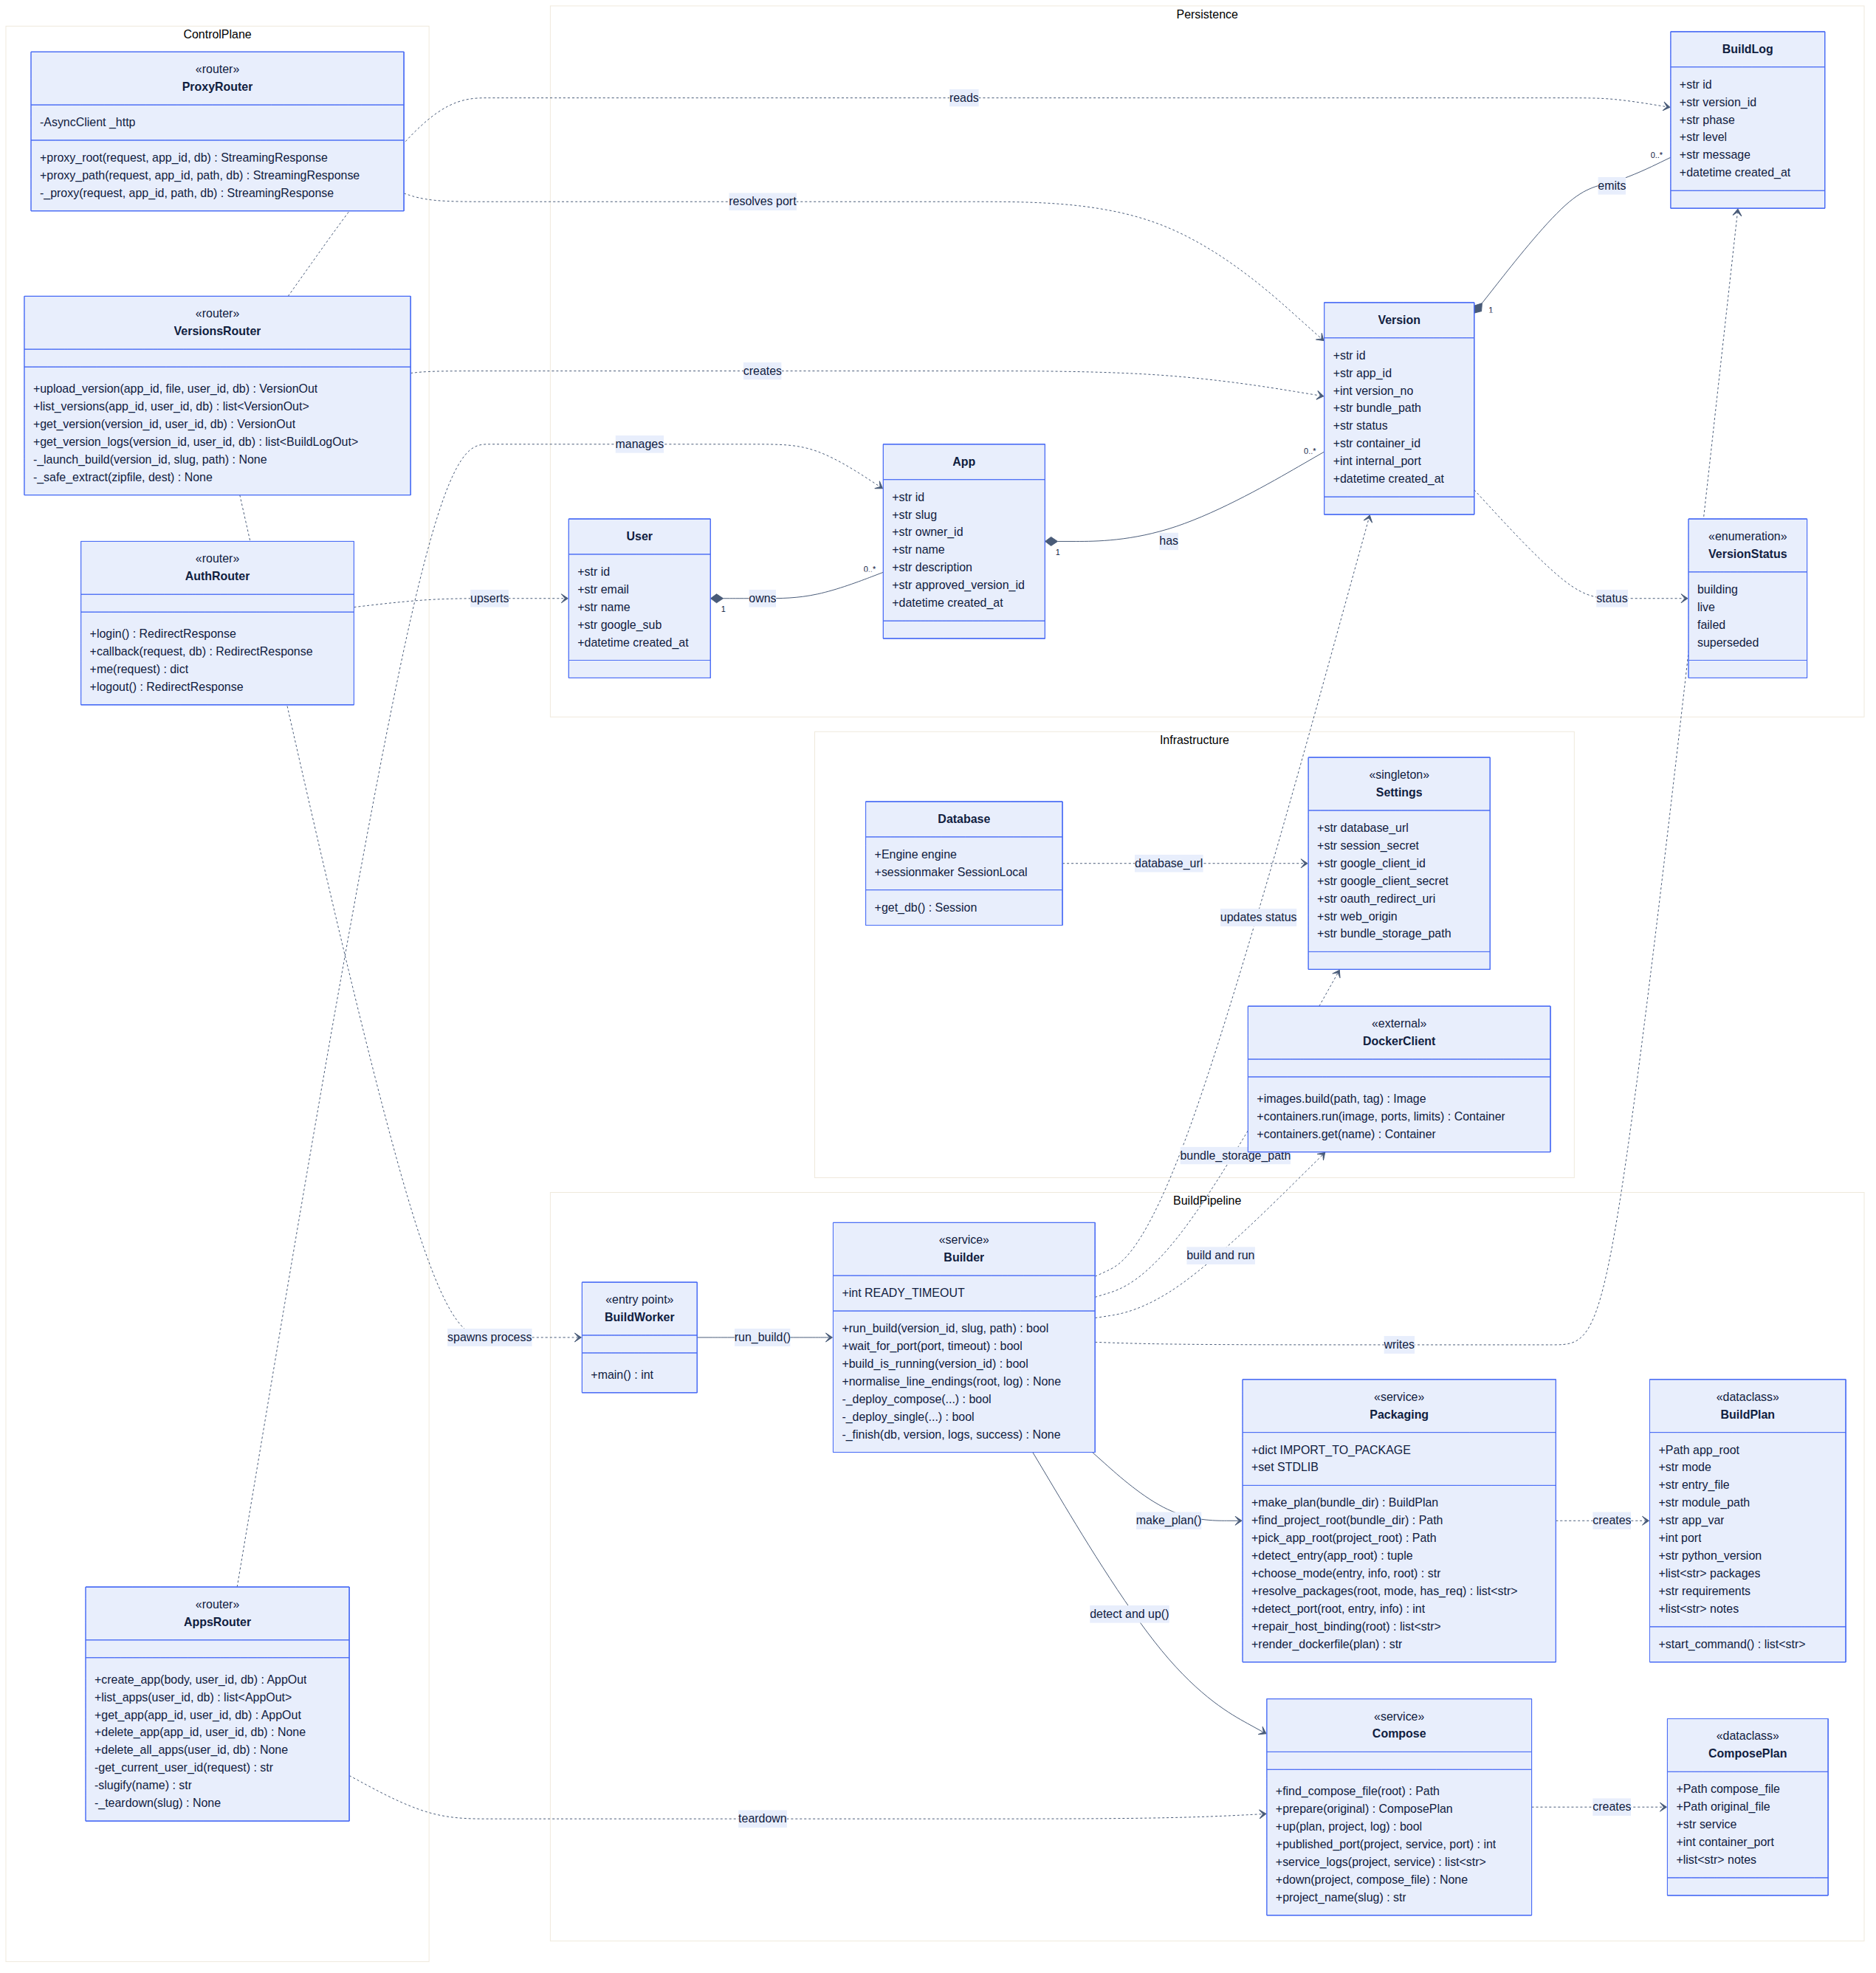 ControlPlane
«router»
ProxyRouter
-AsyncClient _http
+proxy_root(request, app_id, db) : StreamingResponse
+proxy_path(request, app_id, path, db) : StreamingResponse
-_proxy(request, app_id, path, db) : StreamingResponse
«router»
VersionsRouter
+upload_version(app_id, file, user_id, db) : VersionOut
+list_versions(app_id, user_id, db) : list<VersionOut>
+get_version(version_id, user_id, db) : VersionOut
+get_version_logs(version_id, user_id, db) : list<BuildLogOut>
-_launch_build(version_id, slug, path) : None
-_safe_extract(zipfile, dest) : None
«router»
AuthRouter
+login() : RedirectResponse
+callback(request, db) : RedirectResponse
+me(request) : dict
+logout() : RedirectResponse
«router»
AppsRouter
+create_app(body, user_id, db) : AppOut
+list_apps(user_id, db) : list<AppOut>
+get_app(app_id, user_id, db) : AppOut
+delete_app(app_id, user_id, db) : None
+delete_all_apps(user_id, db) : None
-get_current_user_id(request) : str
-slugify(name) : str
-_teardown(slug) : None
Persistence
reads
resolves port
creates
manages
upserts
User
+str id
+str email
+str name
+str google_sub
+datetime created_at
1
owns
0..*
App
+str id
+str slug
+str owner_id
+str name
+str description
+str approved_version_id
+datetime created_at
1
has
0..*
Version
+str id
+str app_id
+int version_no
+str bundle_path
+str status
+str container_id
+int internal_port
+datetime created_at
1
emits
0..*
BuildLog
+str id
+str version_id
+str phase
+str level
+str message
+datetime created_at
status
«enumeration»
VersionStatus
building
live
failed
superseded
Infrastructure
Database
+Engine engine
+sessionmaker SessionLocal
+get_db() : Session
database_url
«singleton»
Settings
+str database_url
+str session_secret
+str google_client_id
+str google_client_secret
+str oauth_redirect_uri
+str web_origin
+str bundle_storage_path
updates status
«external»
DockerClient
+images.build(path, tag) : Image
+containers.run(image, ports, limits) : Container
+containers.get(name) : Container
bundle_storage_path
BuildPipeline
build and run
spawns process
«entry point»
BuildWorker
+main() : int
run_build()
«service»
Builder
+int READY_TIMEOUT
+run_build(version_id, slug, path) : bool
+wait_for_port(port, timeout) : bool
+build_is_running(version_id) : bool
+normalise_line_endings(root, log) : None
-_deploy_compose(...) : bool
-_deploy_single(...) : bool
-_finish(db, version, logs, success) : None
writes
make_plan()
detect and up()
teardown
«service»
Packaging
+dict IMPORT_TO_PACKAGE
+set STDLIB
+make_plan(bundle_dir) : BuildPlan
+find_project_root(bundle_dir) : Path
+pick_app_root(project_root) : Path
+detect_entry(app_root) : tuple
+choose_mode(entry, info, root) : str
+resolve_packages(root, mode, has_req) : list<str>
+detect_port(root, entry, info) : int
+repair_host_binding(root) : list<str>
+render_dockerfile(plan) : str
creates
«dataclass»
BuildPlan
+Path app_root
+str mode
+str entry_file
+str module_path
+str app_var
+int port
+str python_version
+list<str> packages
+str requirements
+list<str> notes
+start_command() : list<str>
«service»
Compose
+find_compose_file(root) : Path
+prepare(original) : ComposePlan
+up(plan, project, log) : bool
+published_port(project, service, port) : int
+service_logs(project, service) : list<str>
+down(project, compose_file) : None
+project_name(slug) : str
creates
«dataclass»
ComposePlan
+Path compose_file
+Path original_file
+str service
+int container_port
+list<str> notes